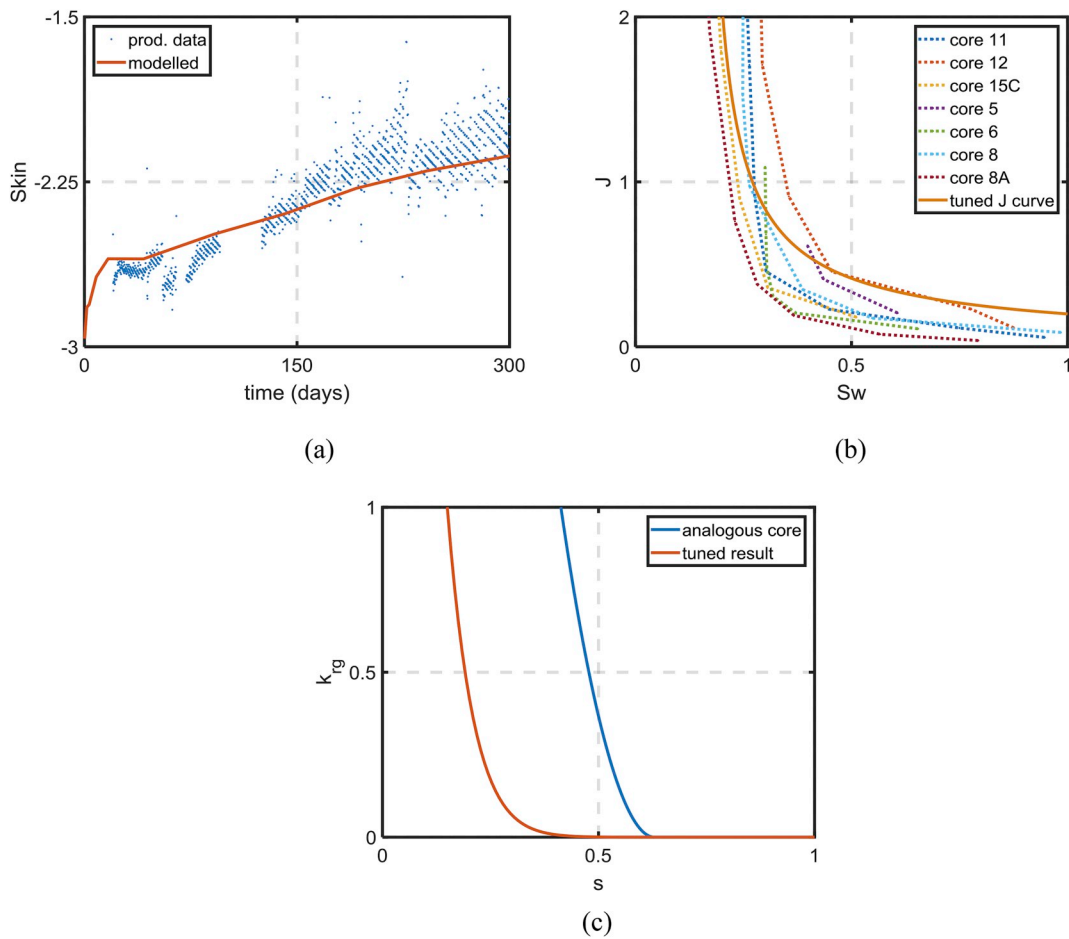 -1.5
prod. data
modelled
Skin
-2.25
-3
0
150
300
time (days)
(a)
2
core 11
core 12
core 15C
core 5
core 6
core 8
core 8A
tuned J curve
J
1
0
0
0.5
1
Sw
(b)
1
analogous core
tuned result
k_rg
0.5
0
0
0.5
1
s
(c)